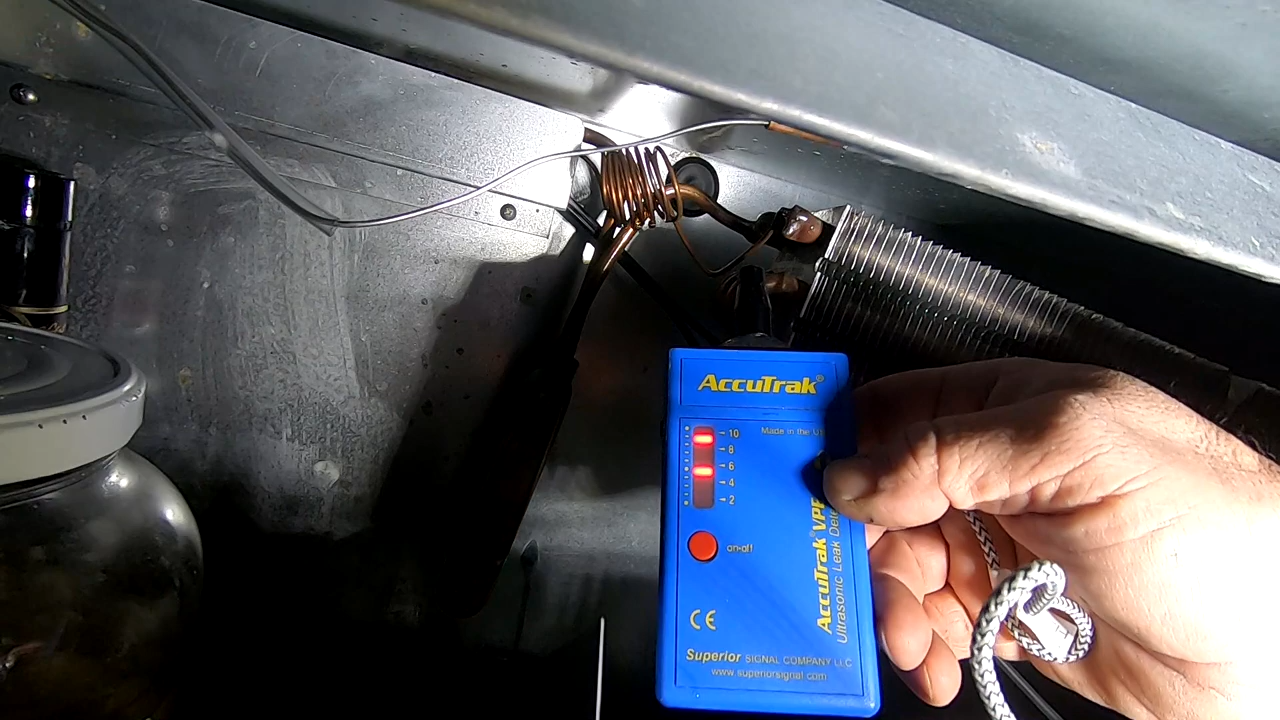 AccuTrak®
Made in the U
10
8
6
4
2
on-off
AccuTrak® VPE
Ultrasonic Leak Dete
CE
Superior SIGNAL COMPANY LLC
www.superiorsignal.com